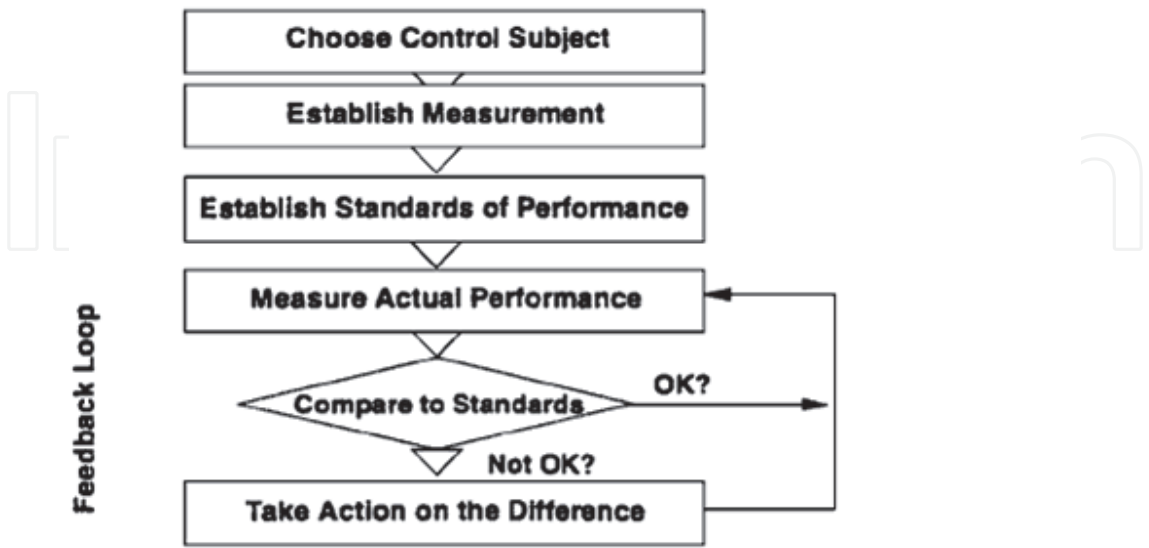 Choose Control Subject
Establish Measurement
Establish Standards of Performance
Measure Actual Performance
Feedback Loop
OK?
Compare to Standards
Not OK?
Take Action on the Difference